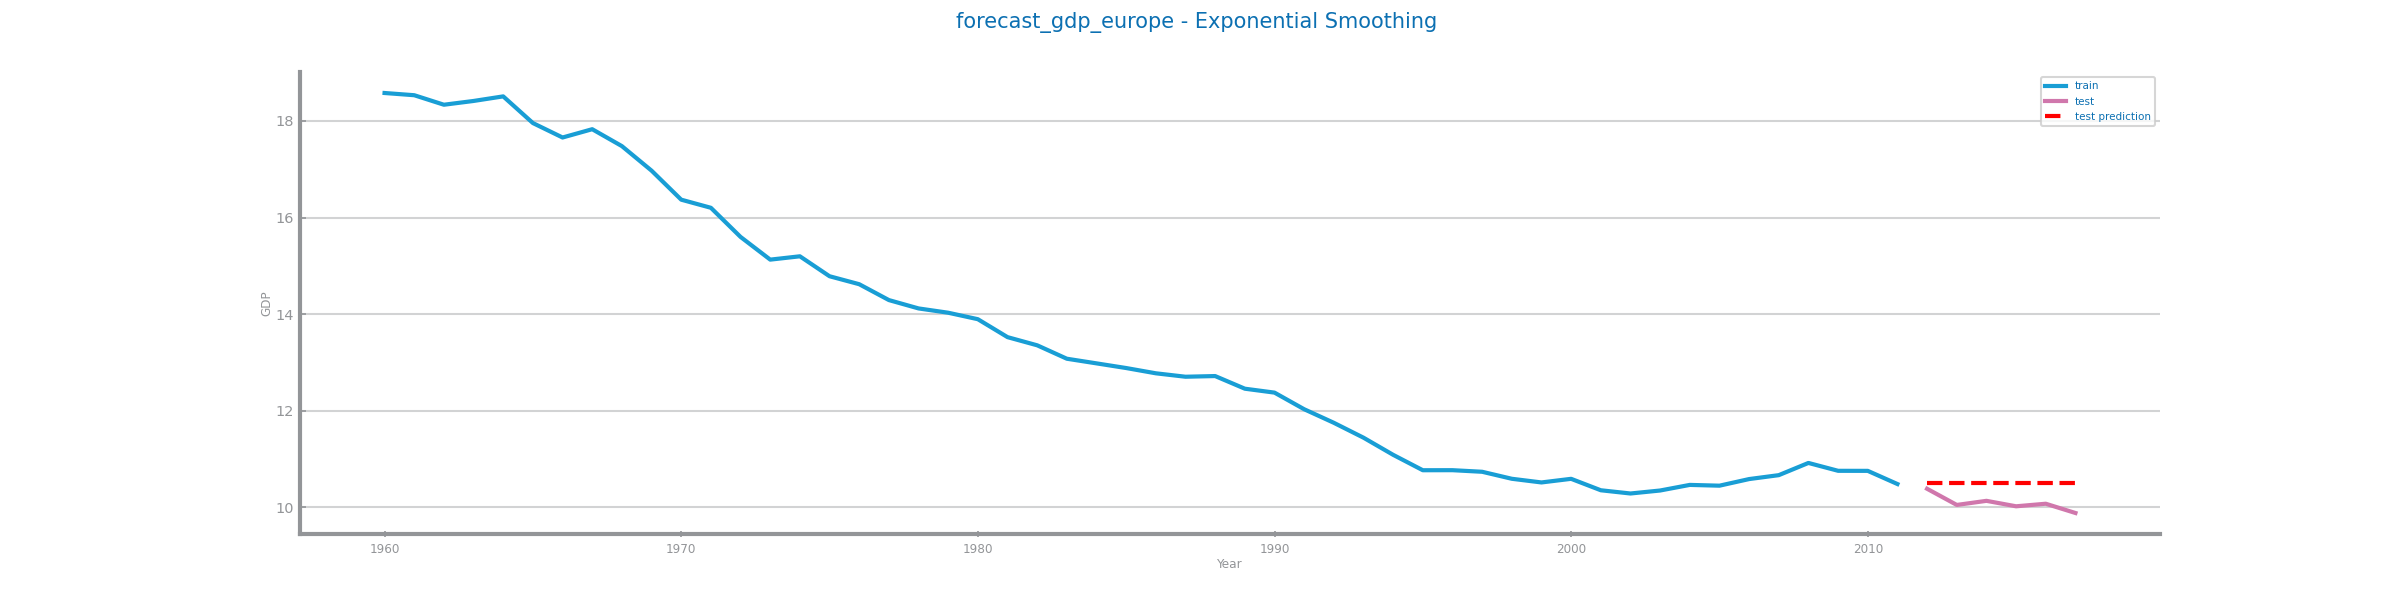 forecast_gdp_europe - Exponential Smoothing
train
test
test prediction
18
16
14
12
10
GDP
1960 1970 1980 1990 2000 2010
Year